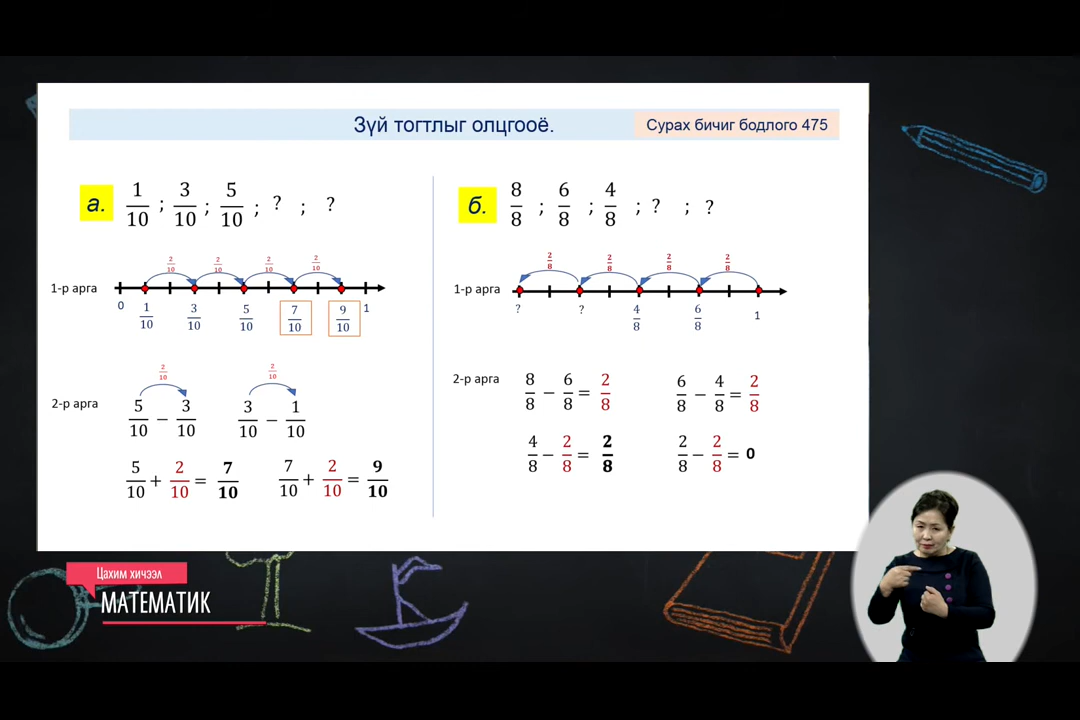 Зүй тогтлыг олцгооё.
Сурах бичиг бодлого 475
а. 1/10 ; 3/10 ; 5/10 ; ? ; ?
2/10 2/10 2/10 2/10
1-р арга
0 1/10 3/10 5/10 7/10 9/10 1
2/10 2/10
2-р арга
5/10 − 3/10 3/10 − 1/10
5/10 + 2/10 = 7/10 7/10 + 2/10 = 9/10
б. 8/8 ; 6/8 ; 4/8 ; ? ; ?
2/8 2/8 2/8 2/8
1-р арга
? ? 4/8 6/8 1
2-р арга
8/8 − 6/8 = 2/8 6/8 − 4/8 = 2/8
4/8 − 2/8 = 2/8 2/8 − 2/8 = 0
Цахим хичээл
МАТЕМАТИК